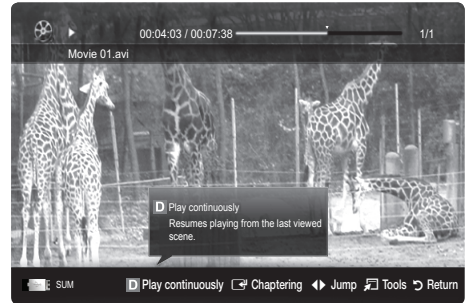 00:04:03 / 00:07:38
1/1
Movie 01.avi
D Play continuously
Resumes playing from the last viewed
scene.
SUM
D Play continuously Chaptering Jump Tools Return